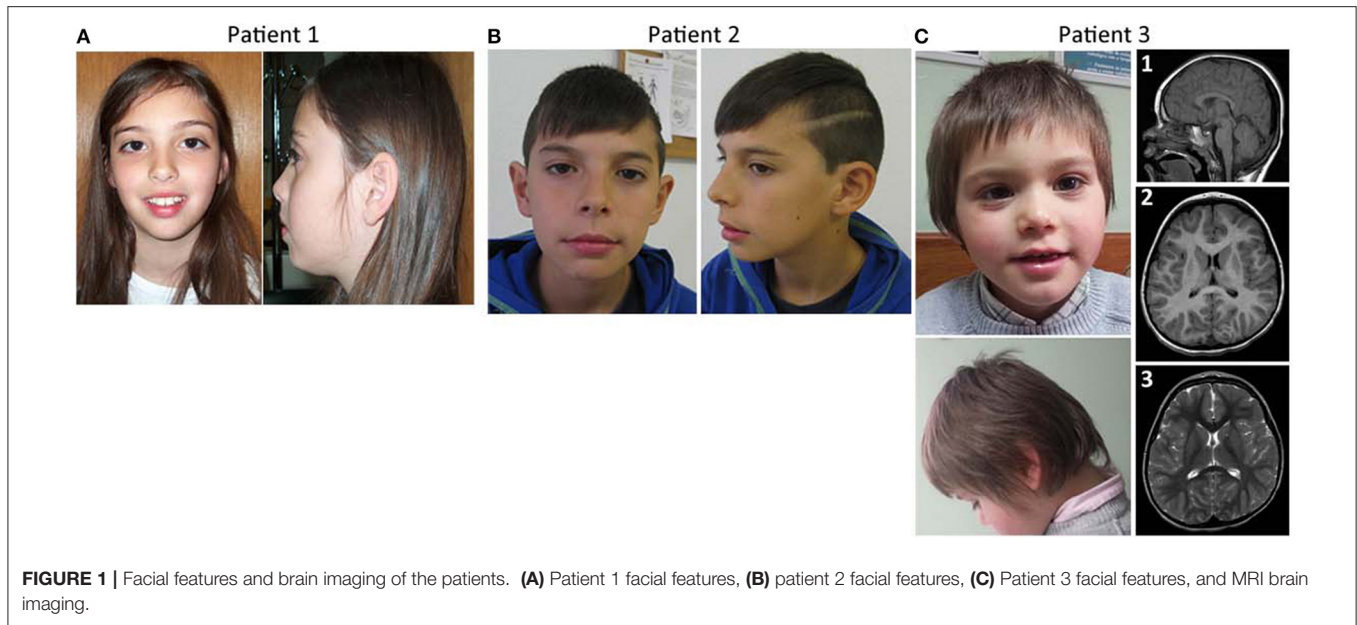 A
Patient 1
B
Patient 2
C
Patient 3
1
2
3
FIGURE 1 | Facial features and brain imaging of the patients. (A) Patient 1 facial features, (B) patient 2 facial features, (C) Patient 3 facial features, and MRI brain
imaging.